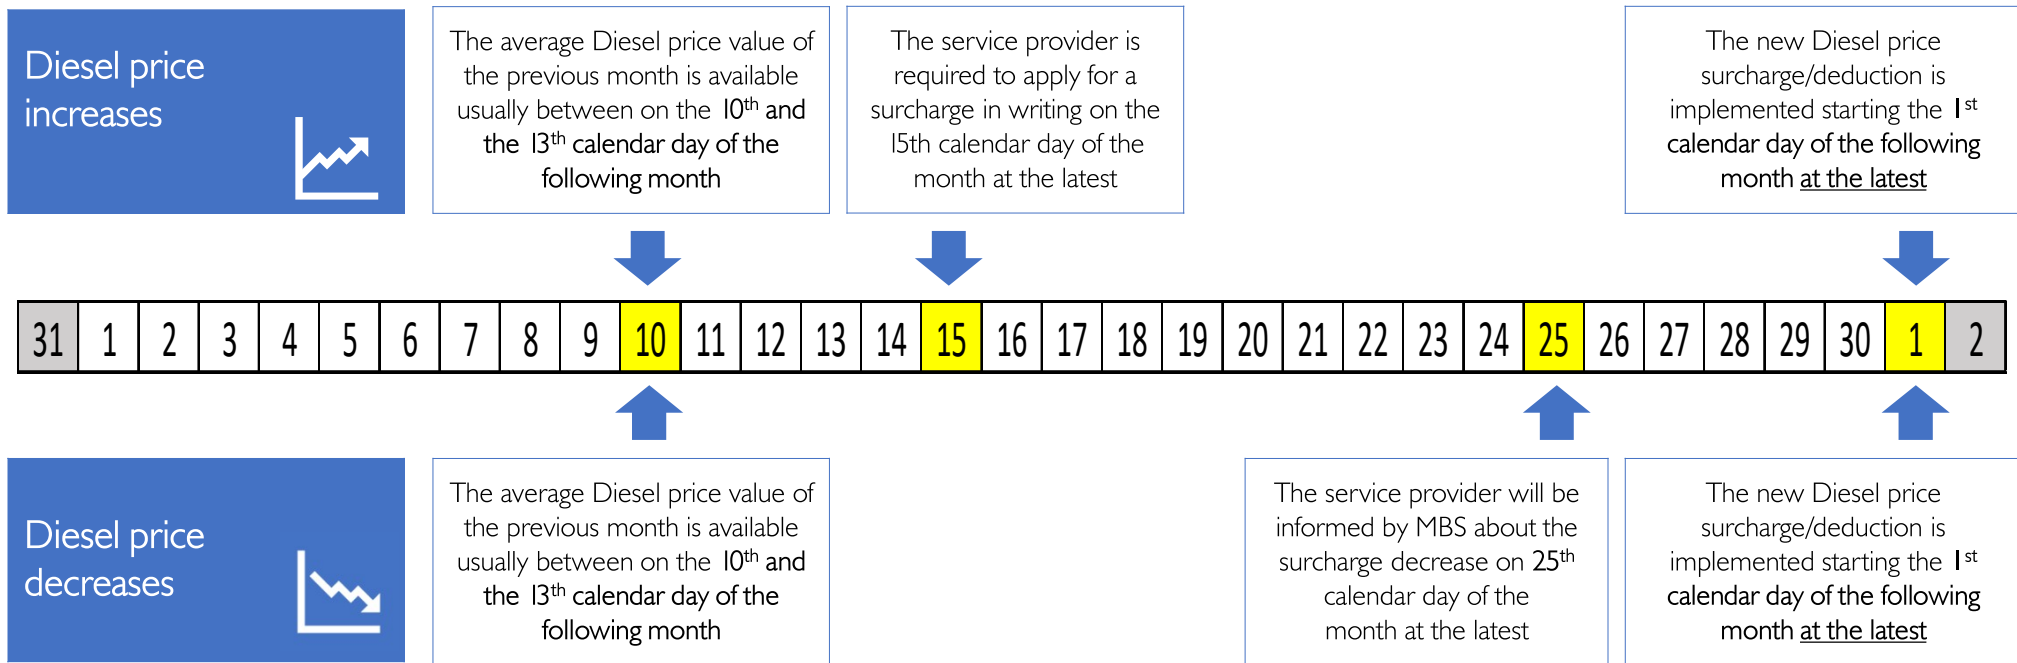 Diesel price
increases
The average Diesel price value of
the previous month is available
usually between on the 10th and
the 13th calendar day of the
following month
The service provider is
required to apply for a
surcharge in writing on the
15th calendar day of the
month at the latest
The new Diesel price
surcharge/deduction is
implemented starting the 1st
calendar day of the following
month at the latest
31 1 2 3 4 5 6 7 8 9 10 11 12 13 14 15 16 17 18 19 20 21 22 23 24 25 26 27 28 29 30 1 2
Diesel price
decreases
The average Diesel price value of
the previous month is available
usually between on the 10th and
the 13th calendar day of the
following month
The service provider will be
informed by MBS about the
surcharge decrease on 25th
calendar day of the
month at the latest
The new Diesel price
surcharge/deduction is
implemented starting the 1st
calendar day of the following
month at the latest